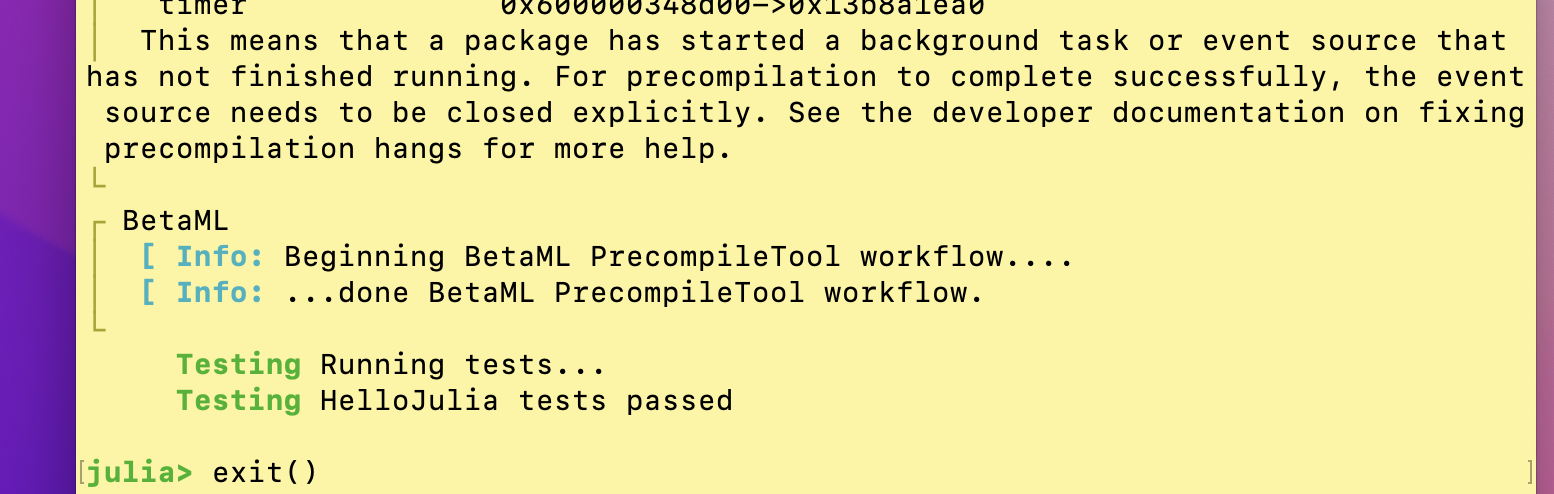 timer 0x600000348d00->0x13b8a1ea0
This means that a package has started a background task or event source that
has not finished running. For precompilation to complete successfully, the event
source needs to be closed explicitly. See the developer documentation on fixing
precompilation hangs for more help.
BetaML
[ Info: Beginning BetaML PrecompileTool workflow....
[ Info: ...done BetaML PrecompileTool workflow.
Testing Running tests...
Testing HelloJulia tests passed
[julia> exit() ]